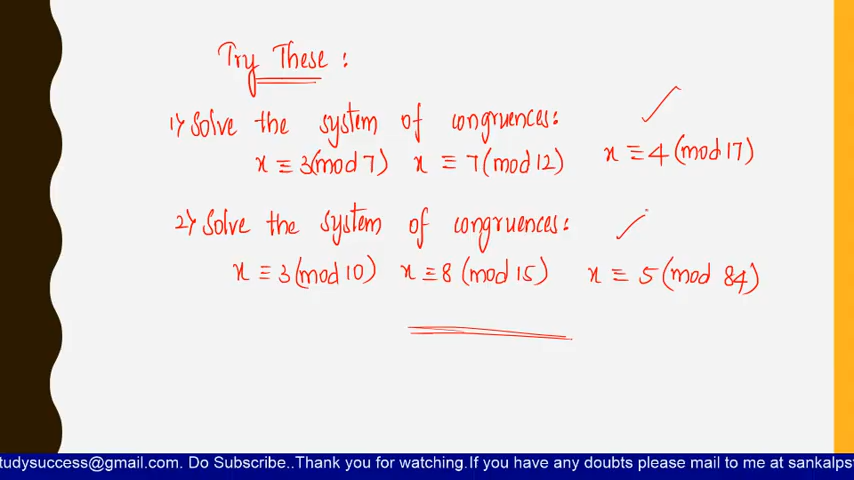 Try These :
1) Solve the system of congruences:
x ≡ 3(mod 7) x ≡ 7(mod 12) x ≡ 4(mod 17)
2) Solve the system of congruences:
x ≡ 3(mod 10) x ≡ 8(mod 15) x ≡ 5(mod 84)
tudysuccess@gmail.com. Do Subscribe..Thank you for watching.If you have any doubts please mail to me at sankalps